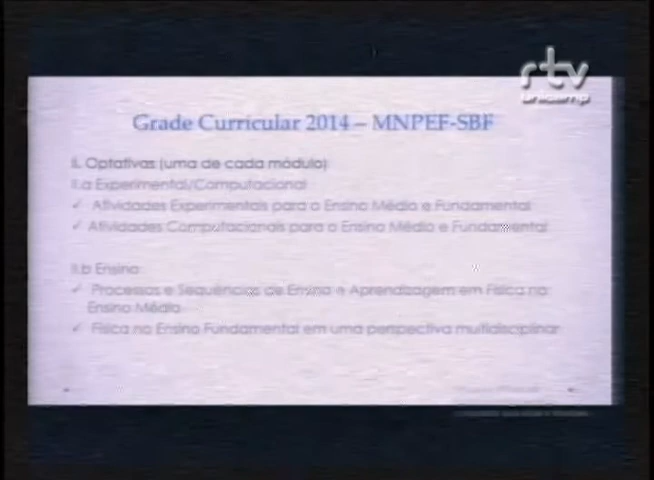 rtv
unicamp
Grade Curricular 2014 – MNPEF-SBF
II. Optativas (uma de cada módulo)
II.a Experimental/Computacional
✓ Atividades Experimentais para o Ensino Médio e Fundamental
✓ Atividades Computacionais para o Ensino Médio e Fundamental
II.b Ensino
✓ Processos e Sequências de Ensino e Aprendizagem em Física no
Ensino Médio
✓ Física no Ensino Fundamental em uma perspectiva multidisciplinar